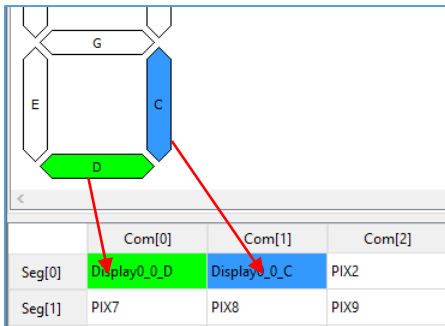 G
E C
D
Com[0] Com[1] Com[2]
Seg[0] Display0_0_D Display0_0_C PIX2
Seg[1] PIX7 PIX8 PIX9